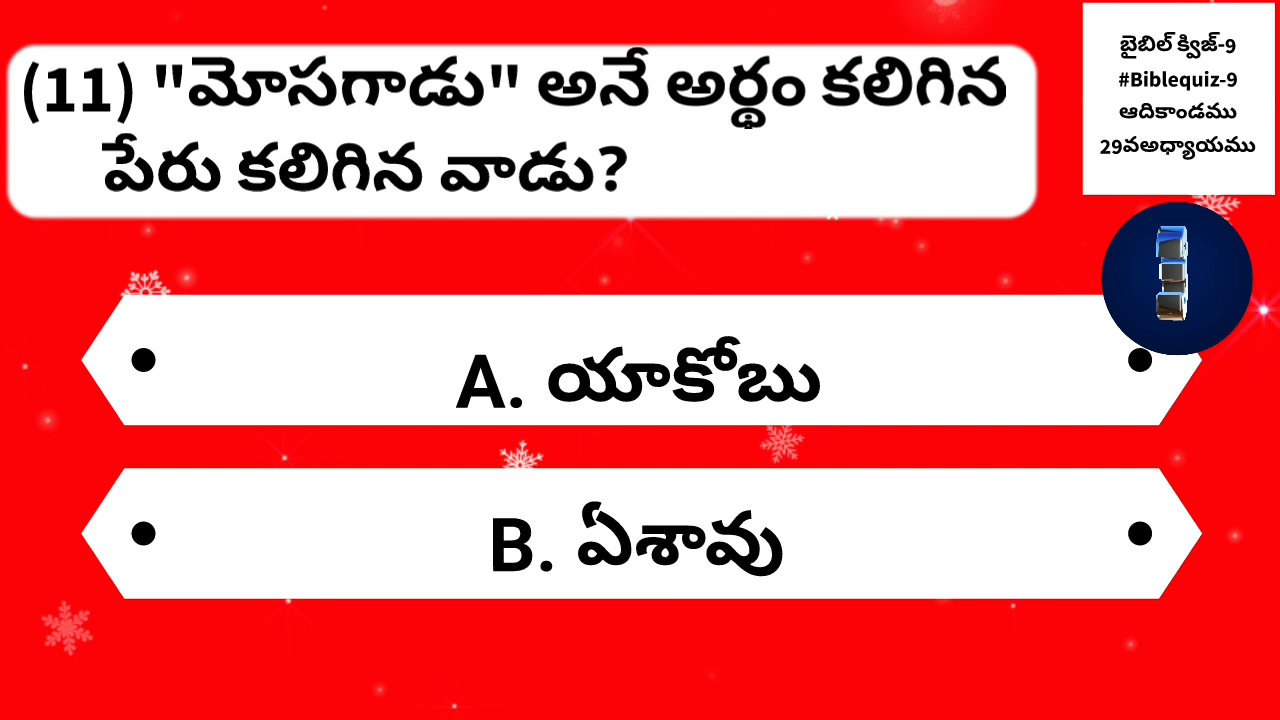 (11) "మోసగాడు" అనే అర్థం కలిగిన
పేరు కలిగిన వాడు?
బైబిల్ క్విజ్-9
#Biblequiz-9
ఆదికాండము
29వఅధ్యాయము
A. యాకోబు
B. ఏశావు